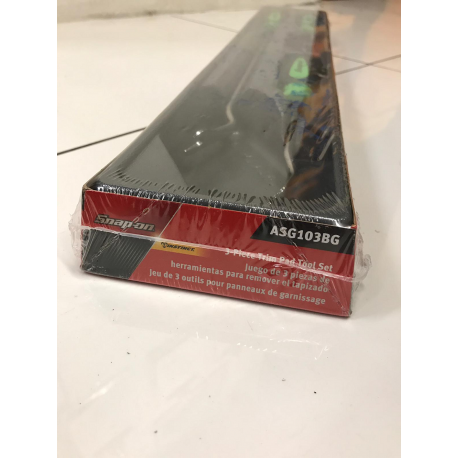 Snap-on
ASG103BG
INSTINCT
3-Piece Trim Pad Tool Set
Juego de 3 piezas de
herramientas para remover el tapizado
Jeu de 3 outils pour panneaux de garnissage